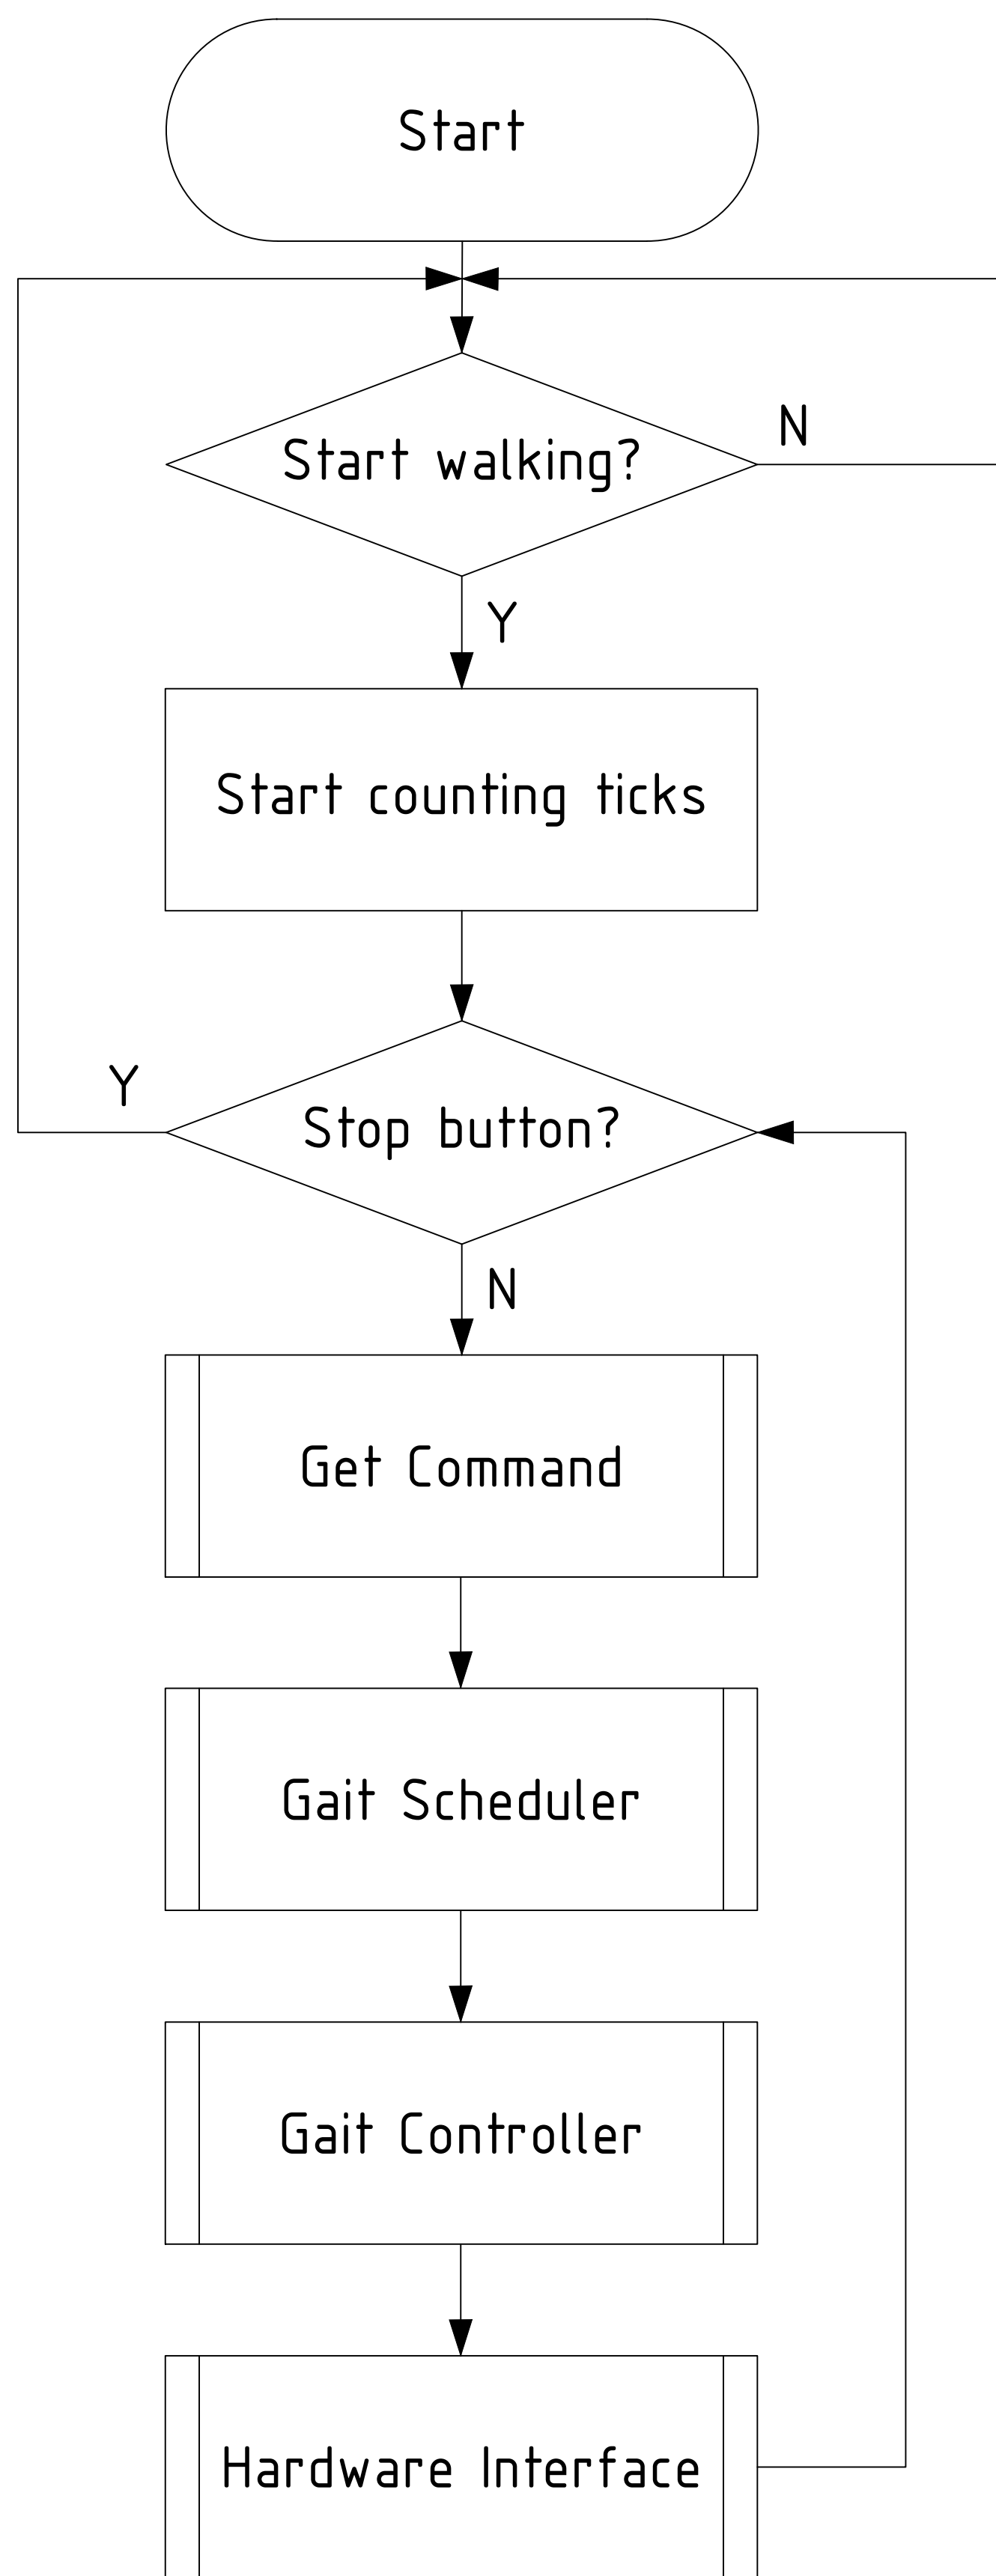 Start
Start walking?
N
Y
Start counting ticks
Y
Stop button?
N
Get Command
Gait Scheduler
Gait Controller
Hardware Interface